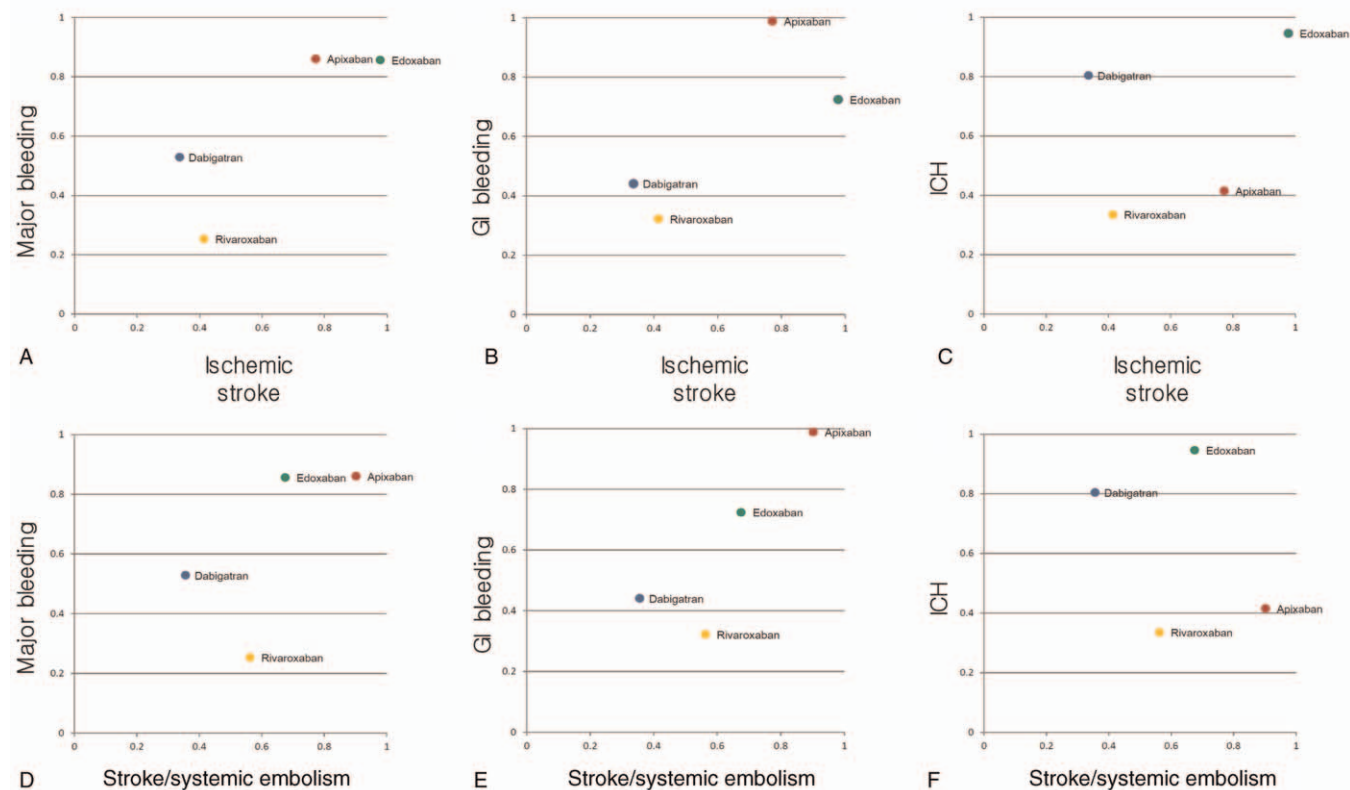 1
Apixaban
Edoxaban
0.8
0.6
Dabigatran
0.4
Rivaroxaban
0.2
0
0
0.2
0.4
0.6
0.8
1
Major bleeding
A
Ischemic
stroke
1
Apixaban
0.8
Edoxaban
0.6
Dabigatran
0.4
Rivaroxaban
0.2
0
0
0.2
0.4
0.6
0.8
1
GI bleeding
B
Ischemic
stroke
1
Edoxaban
0.8
Dabigatran
0.6
0.4
Apixaban
Rivaroxaban
0.2
0
0
0.2
0.4
0.6
0.8
1
ICH
C
Ischemic
stroke
1
Edoxaban
Apixaban
0.8
0.6
Dabigatran
0.4
Rivaroxaban
0.2
0
0
0.2
0.4
0.6
0.8
1
Major bleeding
D
Stroke/systemic embolism
1
Apixaban
0.8
Edoxaban
0.6
Dabigatran
0.4
Rivaroxaban
0.2
0
0
0.2
0.4
0.6
0.8
1
GI bleeding
E
Stroke/systemic embolism
1
Edoxaban
0.8
Dabigatran
0.6
0.4
Apixaban
Rivaroxaban
0.2
0
0
0.2
0.4
0.6
0.8
1
ICH
F
Stroke/systemic embolism